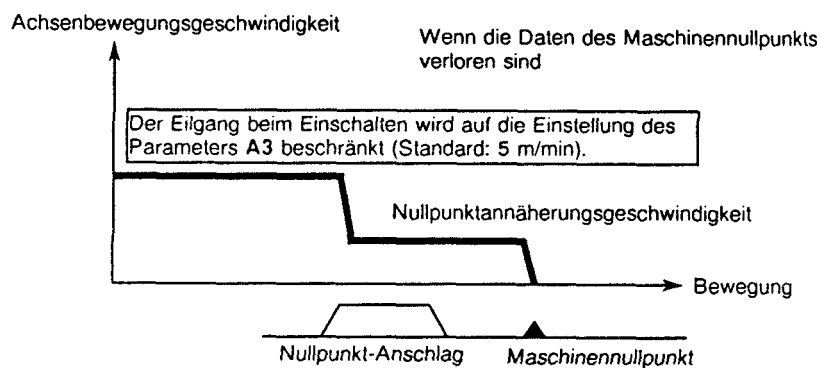 Achsenbewegungsgeschwindigkeit
Wenn die Daten des Maschinennullpunkts
verloren sind
Der Eilgang beim Einschalten wird auf die Einstellung des
Parameters A3 beschränkt (Standard: 5 m/min).
Nullpunktannäherungsgeschwindigkeit
Bewegung
Nullpunkt-Anschlag
Maschinennullpunkt